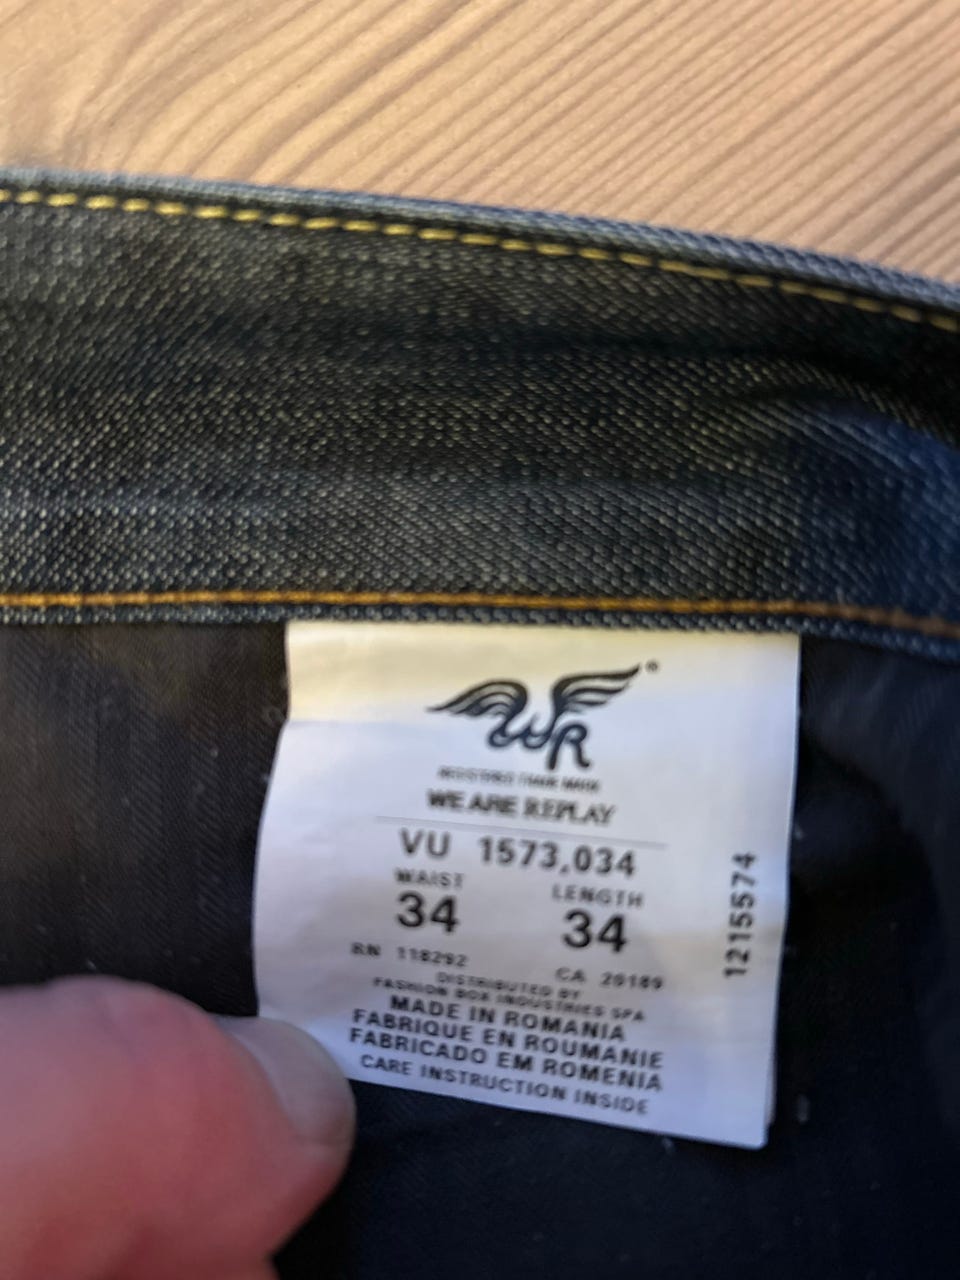 WR
®
REGISTERED TRADE MARK
WE ARE REPLAY
VU 1573,034
WAIST LENGTH
34 34
RN 118292 CA 20189
DISTRIBUTED BY
FASHION BOX INDUSTRIES SPA
MADE IN ROMANIA
FABRIQUE EN ROUMANIE
FABRICADO EM ROMENIA
CARE INSTRUCTION INSIDE
1215574